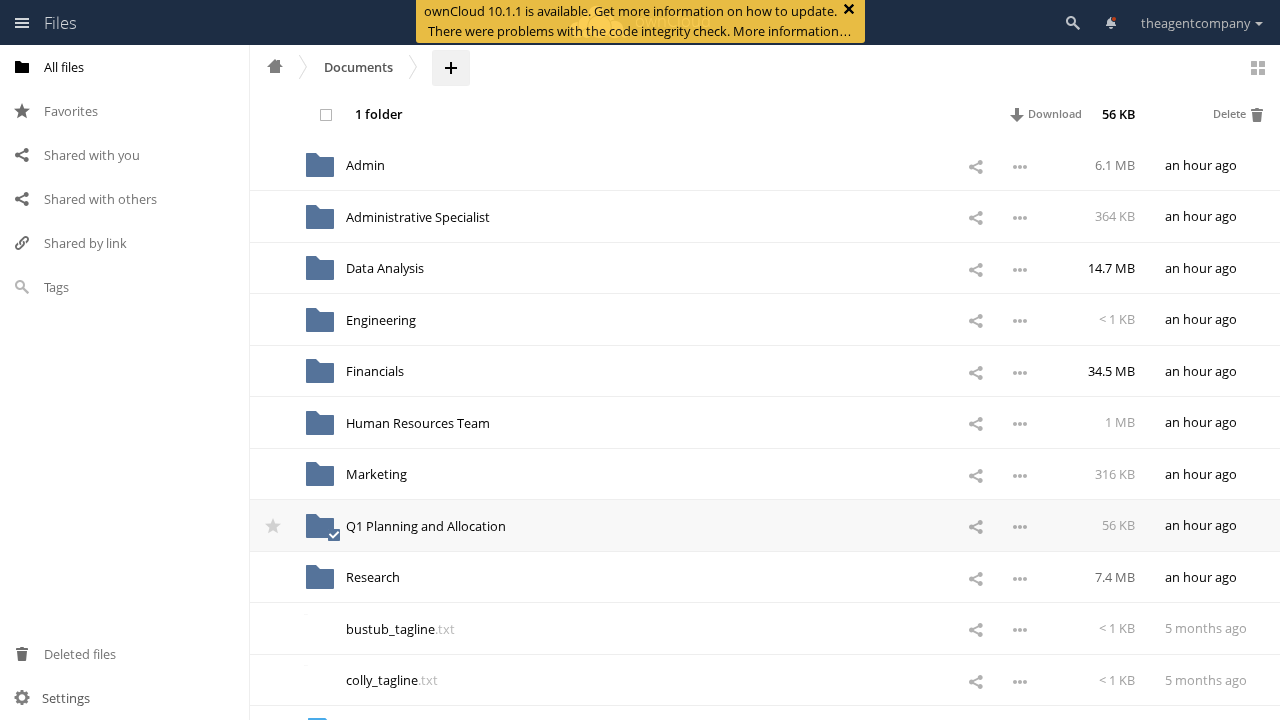 Files
ownCloud 10.1.1 is available. Get more information on how to update.
There were problems with the code integrity check. More information…
theagentcompany
All files
Favorites
Shared with you
Shared with others
Shared by link
Tags
Deleted files
Settings
Documents
1 folder
Download
56 KB
Delete
Admin
6.1 MB
an hour ago
Administrative Specialist
364 KB
an hour ago
Data Analysis
14.7 MB
an hour ago
Engineering
< 1 KB
an hour ago
Financials
34.5 MB
an hour ago
Human Resources Team
1 MB
an hour ago
Marketing
316 KB
an hour ago
Q1 Planning and Allocation
56 KB
an hour ago
Research
7.4 MB
an hour ago
bustub_tagline.txt
< 1 KB
5 months ago
colly_tagline.txt
< 1 KB
5 months ago